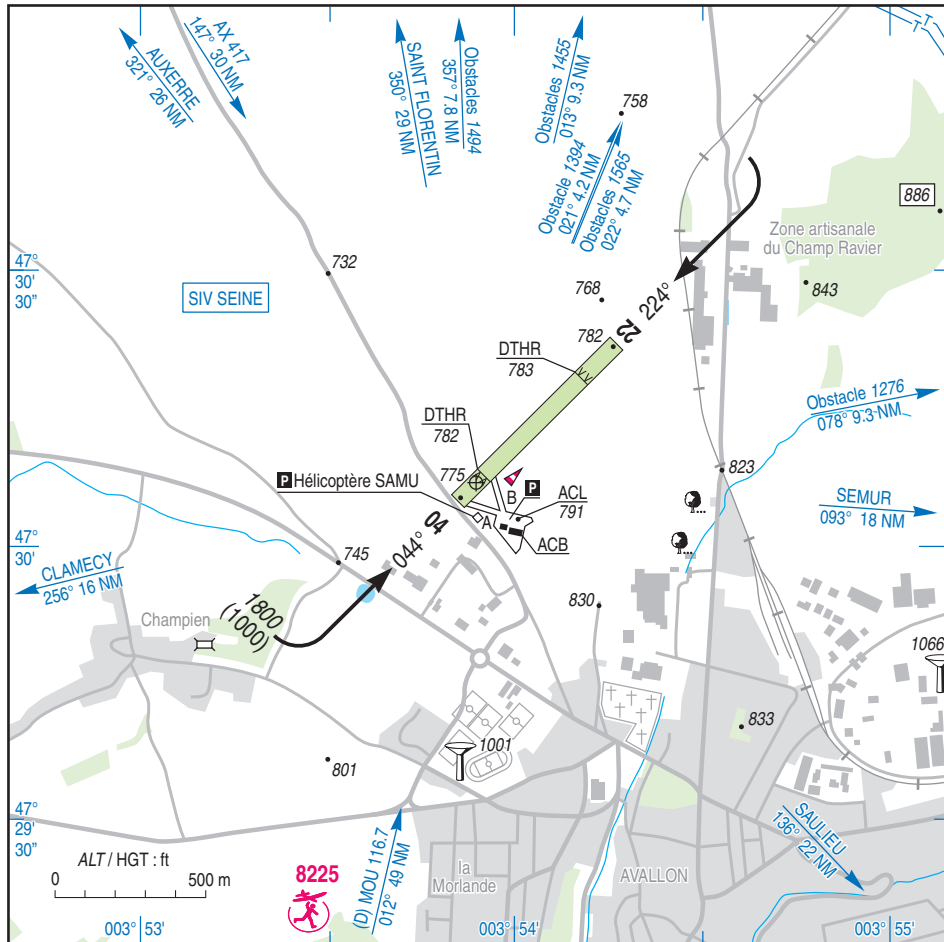 AX 417
147° 30 NM
AUXERRE
321° 26 NM
SAINT FLORENTIN
350° 29 NM
Obstacles 1494
357° 7.8 NM
Obstacles 1455
013° 9.3 NM
Obstacle 1394
021° 4.2 NM
Obstacles 1565
022° 4.7 NM
758
T
T
886
Zone artisanale
du Champ Ravier
843
47°
30'
30"
732
SIV SEINE
768
22 224°
782
DTHR
783
DTHR
782
Obstacle 1276
078° 9.3 NM
775
P Hélicoptère SAMU
B
P
ACL
791
A
ACB
823
SEMUR
093° 18 NM
04
044°
47°
30'
745
CLAMECY
256° 16 NM
1800
(1000)
Champien
830
1066
1001
833
801
47°
29'
30"
ALT / HGT : ft
0
500 m
8225
(D) MOU 116.7
012° 49 NM
la
Morlande
AVALLON
SAULIEU
136° 22 NM
003° 53'
003° 54'
003° 55'